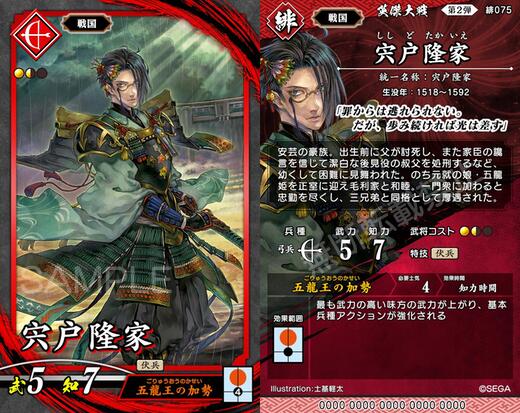 戦国
SAMPLE
宍戸隆家
伏兵
武5 知7
ごりゅうおうのかせい
五龍王の加勢
4
緋
戦国
英傑大戦
第2弾
緋075
ししど たかいえ
宍戸隆家
統一名称:宍戸隆家
生没年:1518~1592
「罪からは逃れられない。
だが、歩み続ければ光は差す」
安芸の豪族。出生前に父が討死し、また家臣の讒
言を信じて潔白な後見役の叔父を処刑するなど、
幼くして困難に見舞われた。のち元就の娘・五龍
姫を正室に迎え毛利家と和睦。一門衆に加わると
忠勤を尽くし、三兄弟と同格として厚遇された。
兵種 武力 知力 武将コスト
弓兵 5 7
特技 伏兵
ごりゅうおうのかせい
五龍王の加勢
必要士気 4
効果時間 知力時間
効果範囲
最も武力の高い味方の武力が上がり、基本
兵種アクションが強化される
©SEGA
Illustration:士基軽太
0000-0000-0000-0000-0000